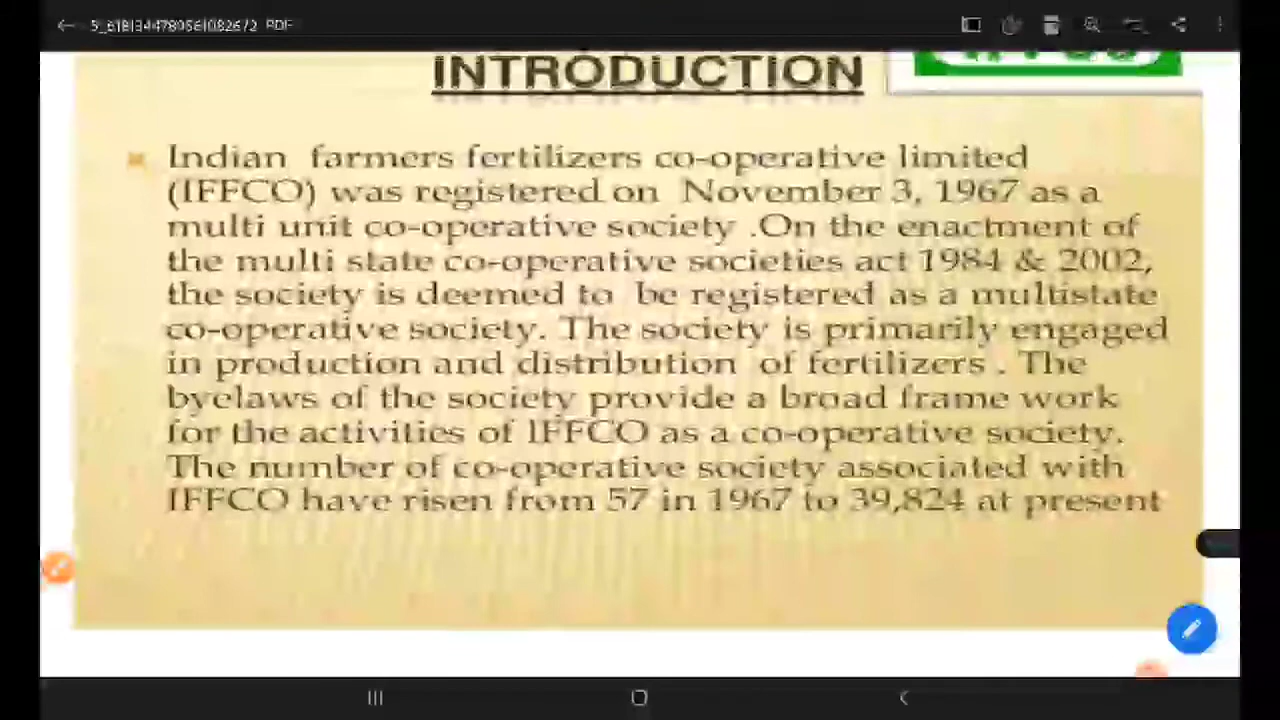 INTRODUCTION
Indian farmers fertilizers co-operative limited
(IFFCO) was registered on November 3, 1967 as a
multi unit co-operative society .On the enactment of
the multi state co-operative societies act 1984 & 2002,
the society is deemed to be registered as a multistate
co-operative society. The society is primarily engaged
in production and distribution of fertilizers . The
byelaws of the society provide a broad frame work
for the activities of IFFCO as a co-operative society.
The number of co-operative society associated with
IFFCO have risen from 57 in 1967 to 39,824 at present